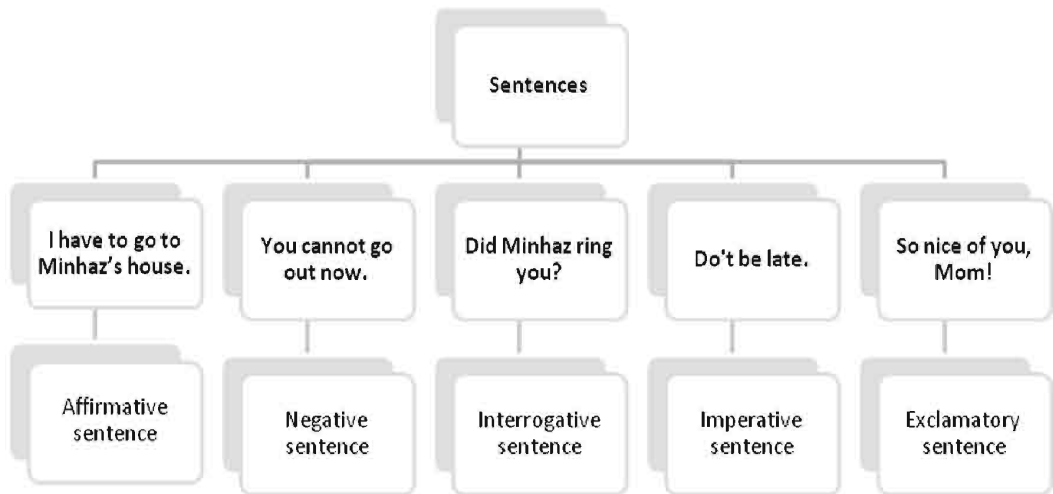 Sentences
I have to go to
Minhaz’s house.
You cannot go
out now.
Did Minhaz ring
you?
Do't be late.
So nice of you,
Mom!
Affirmative
sentence
Negative
sentence
Interrogative
sentence
Imperative
sentence
Exclamatory
sentence